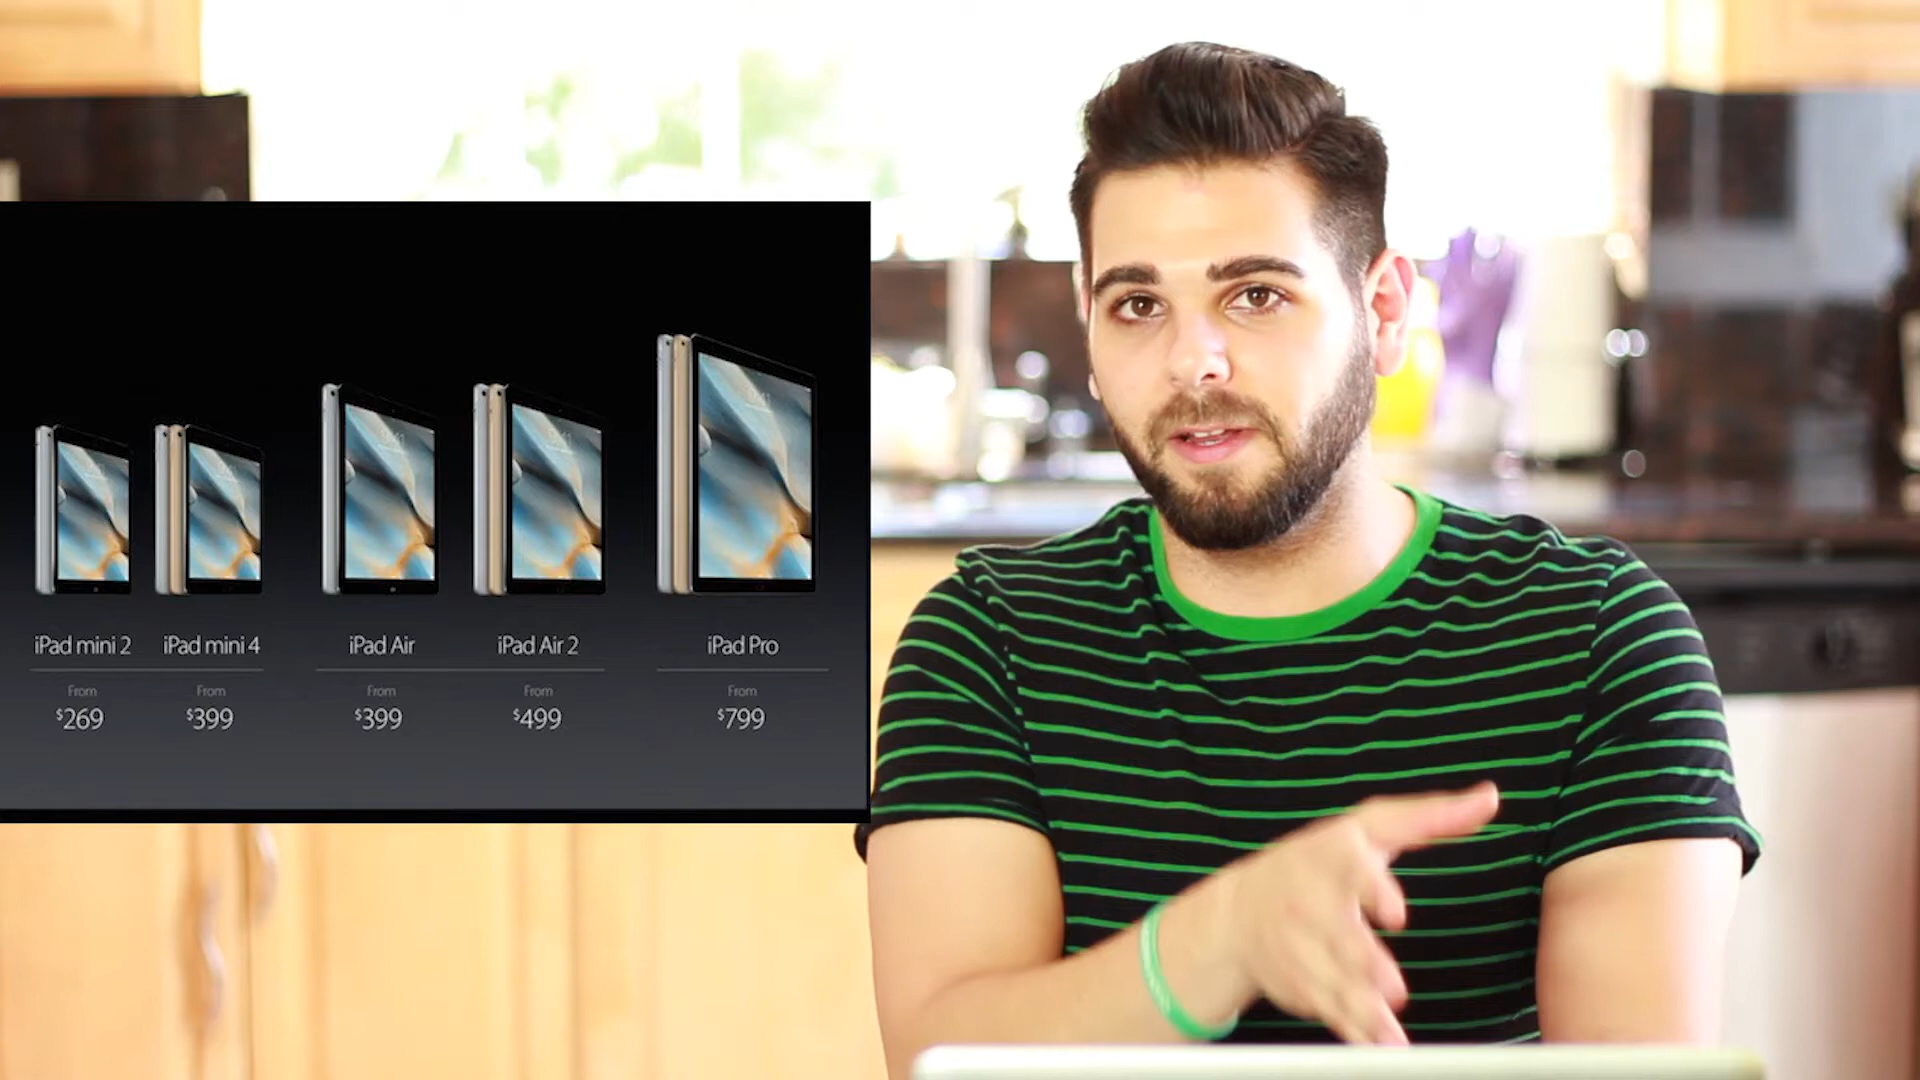 iPad mini 2 iPad mini 4 iPad Air iPad Air 2 iPad Pro
From From From From From
$269 $399 $399 $499 $799